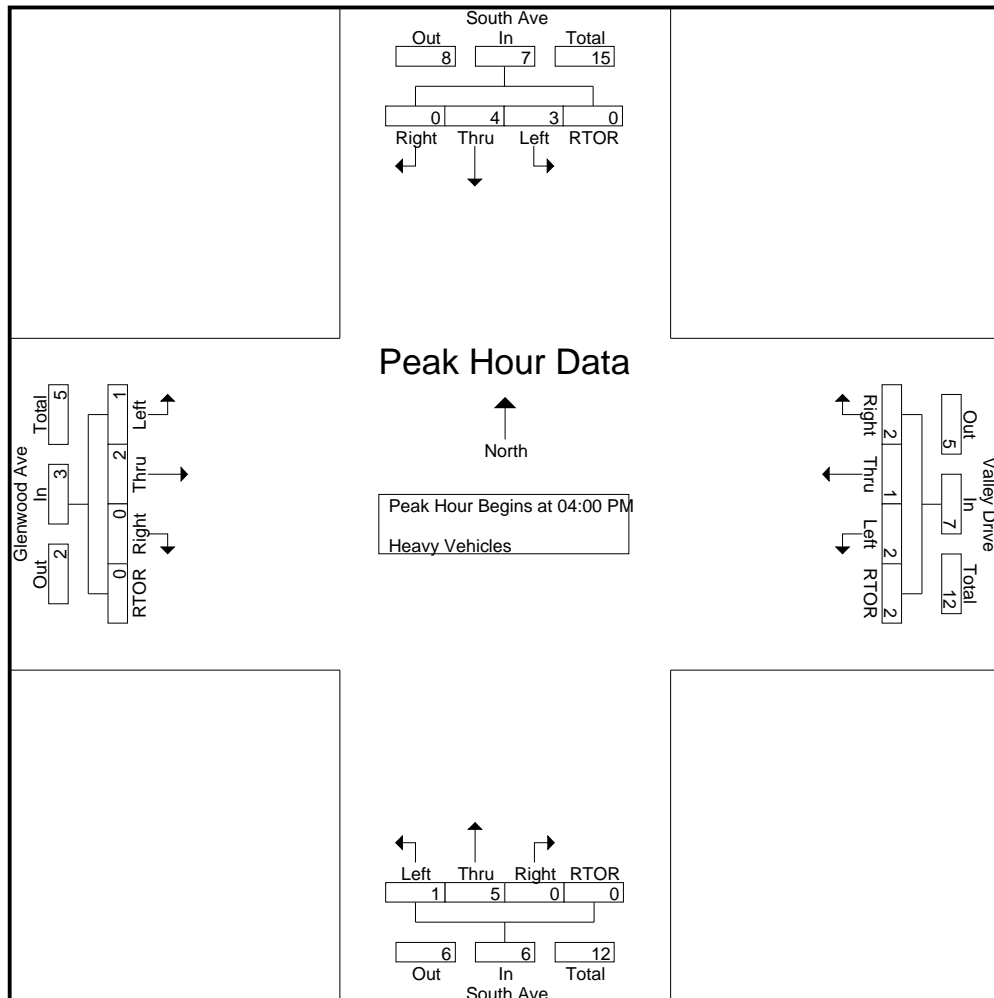 South Ave
Out In Total
8 7 15
0 4 3 0
Right Thru Left RTOR
Peak Hour Data
North
Peak Hour Begins at 04:00 PM
Heavy Vehicles
Glenwood Ave
Total In Out
5 3 2
1 2 0 0
Left Thru Right RTOR
Valley Drive
Out In Total
5 7 12
2 1 2 2
Right Thru Left RTOR
Left Thru Right RTOR
1 5 0 0
6 6 12
Out In Total
South Ave